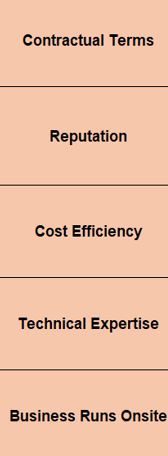 Contractual Terms
Reputation
Cost Efficiency
Technical Expertise
Business Runs Onsite